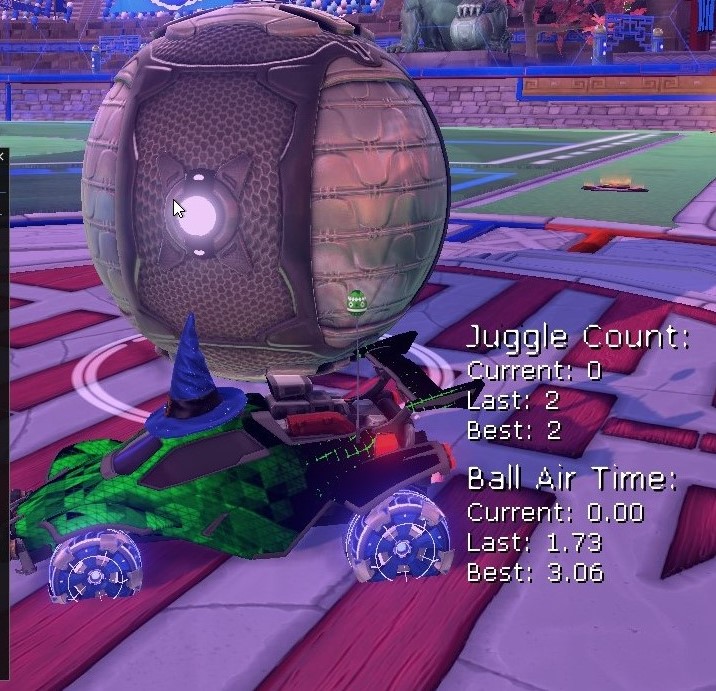 Juggle Count:
Current: 0
Last: 2
Best: 2
Ball Air Time:
Current: 0.00
Last: 1.73
Best: 3.06